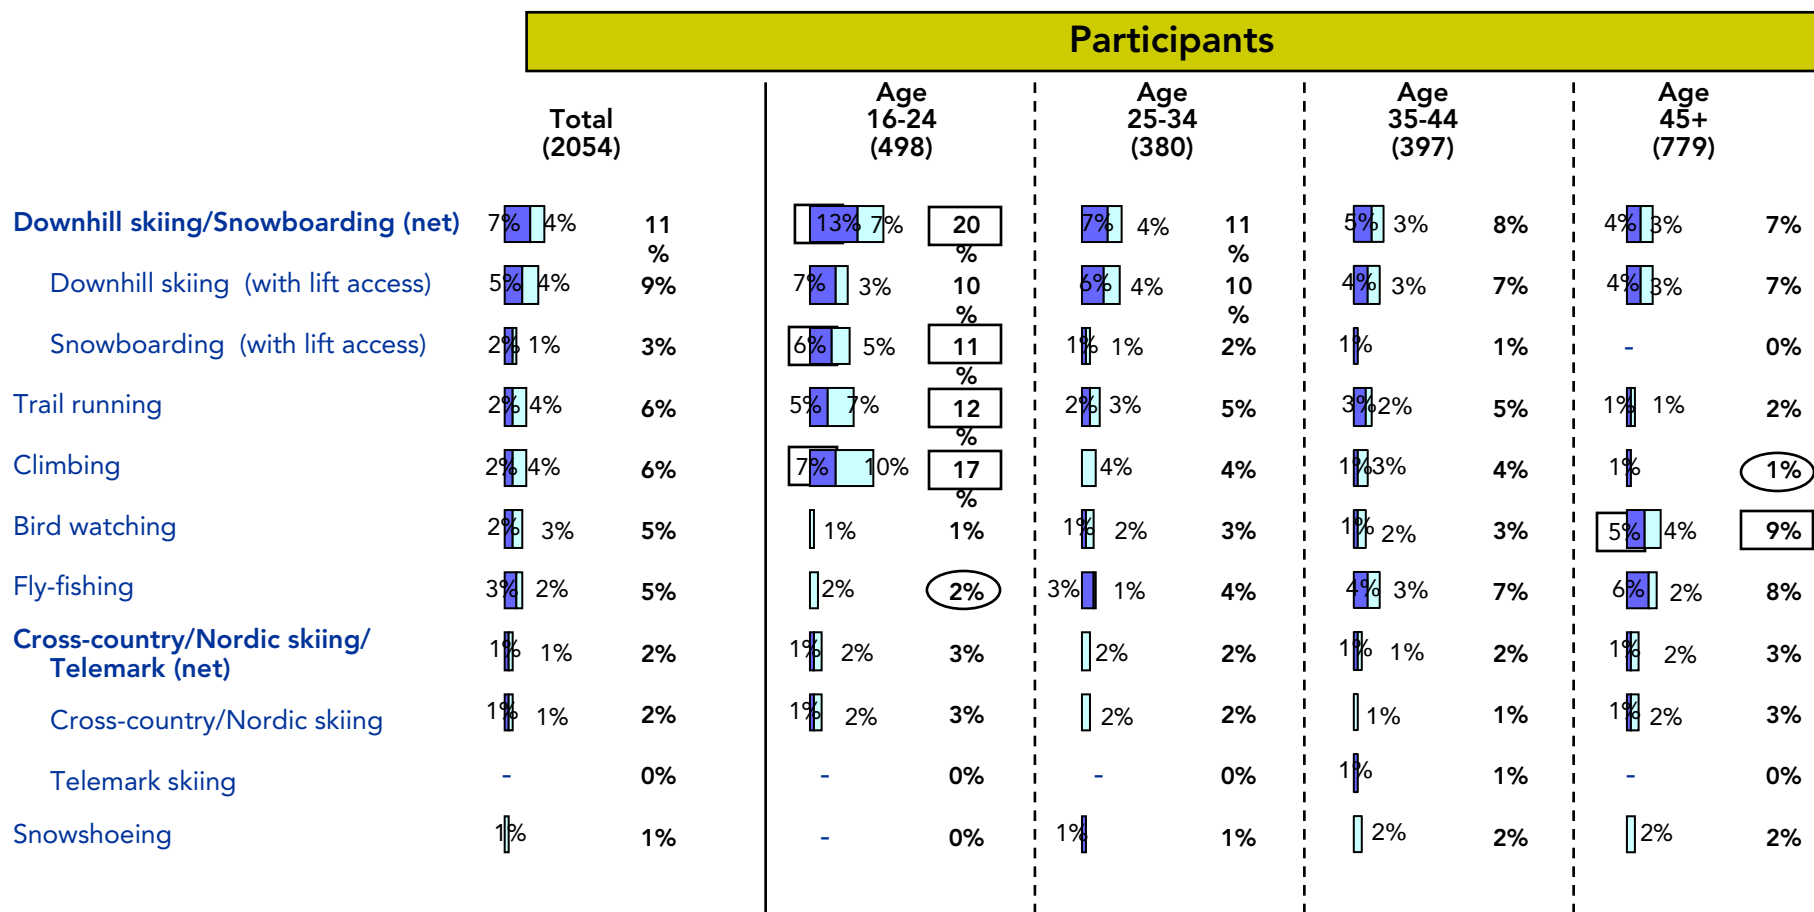 Participants
Total
(2054)
Age
16-24
(498)
Age
25-34
(380)
Age
35-44
(397)
Age
45+
(779)
Downhill skiing/Snowboarding (net) 7% 4% 11 % 13% 7% 20 % 7% 4% 11 % 5% 3% 8% 4% 3% 7%
Downhill skiing (with lift access) 5% 4% 9% 7% 3% 10 % 6% 4% 10 % 4% 3% 7% 4% 3% 7%
Snowboarding (with lift access) 2% 1% 3% 6% 5% 11 % 1% 1% 2% 1% 1% - 0%
Trail running 2% 4% 6% 5% 7% 12 % 2% 3% 5% 3% 2% 5% 1% 1% 2%
Climbing 2% 4% 6% 7% 10% 17 % 4% 4% 1% 3% 4% 1% 1%
Bird watching 2% 3% 5% 1% 1% 1% 2% 3% 1% 2% 3% 5% 4% 9%
Fly-fishing 3% 2% 5% 2% 2% 3% 1% 4% 4% 3% 7% 6% 2% 8%
Cross-country/Nordic skiing/
Telemark (net) 1% 1% 2% 1% 2% 3% 2% 2% 1% 1% 2% 1% 2% 3%
Cross-country/Nordic skiing 1% 1% 2% 1% 2% 3% 2% 2% 1% 1% 1% 2% 3%
Telemark skiing - 0% - 0% - 0% 1% 1% - 0%
Snowshoeing 1% 1% - 0% 1% 1% 2% 2% 2% 2%